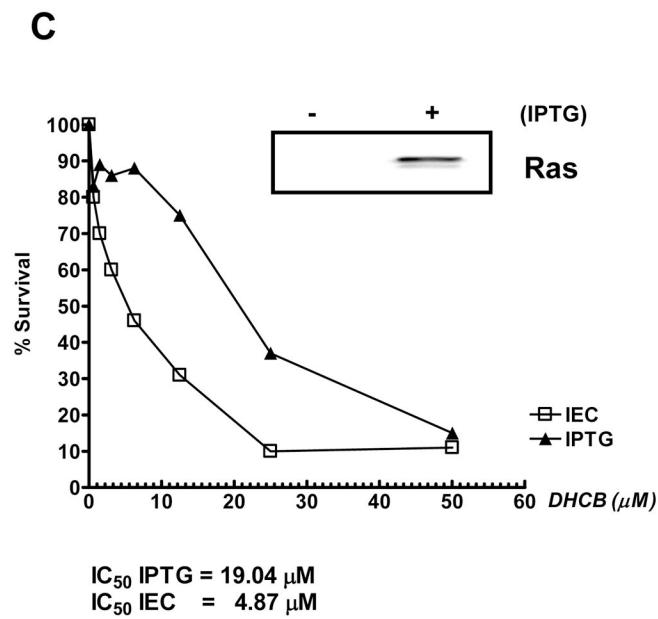 C
- + (IPTG)
Ras
% Survival
100
90
80
70
60
50
40
30
20
10
0
0 10 20 30 40 50 60 DHCB (μM)
IEC
IPTG
IC50 IPTG = 19.04 μM
IC50 IEC = 4.87 μM